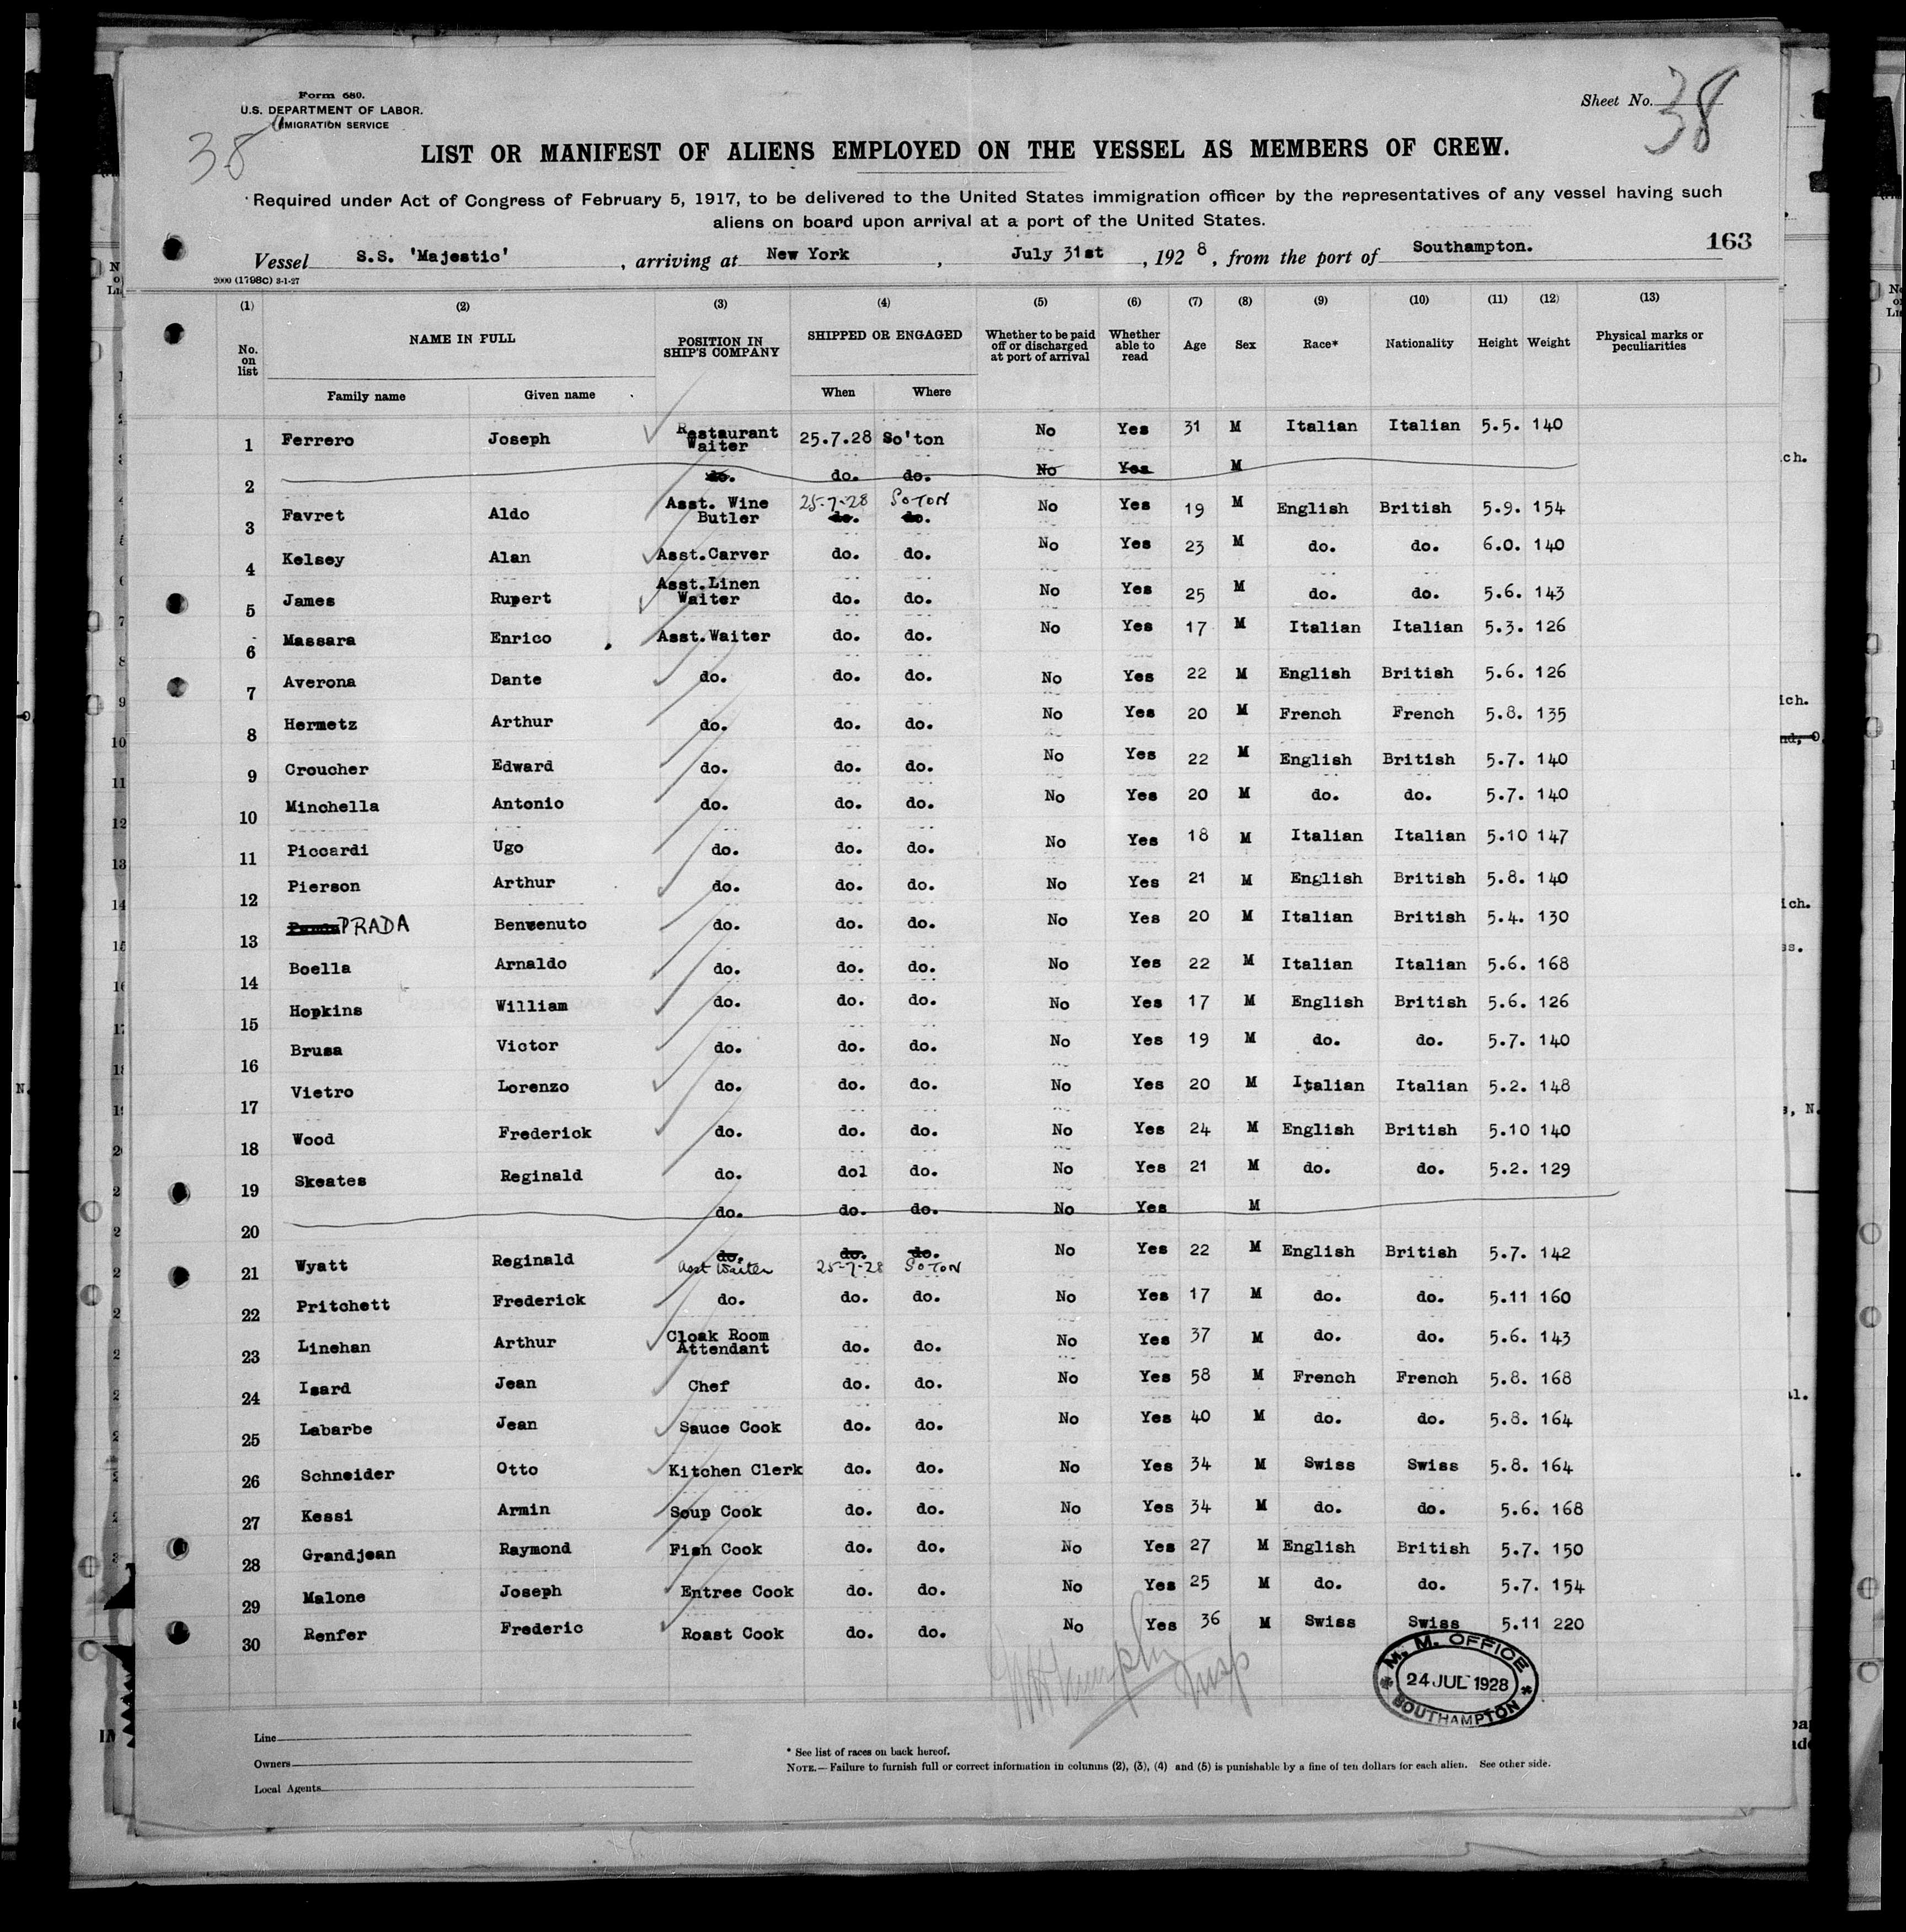 Form 680.
U.S. DEPARTMENT OF LABOR.
IMMIGRATION SERVICE
38
Sheet No. 38
LIST OR MANIFEST OF ALIENS EMPLOYED ON THE VESSEL AS MEMBERS OF CREW.
Required under Act of Congress of February 5, 1917, to be delivered to the United States immigration officer by the representatives of any vessel having such
aliens on board upon arrival at a port of the United States.
163
Vessel S.S. 'Majestic' , arriving at New York , July 31st , 192 8 , from the port of Southampton.
2000 (1798C) 8-1-27
(1) (2) (3) (4) (5) (6) (7) (8) (9) (10) (11) (12) (13)
No. on list NAME IN FULL POSITION IN SHIP'S COMPANY SHIPPED OR ENGAGED Whether to be paid off or discharged at port of arrival Whether able to read Age Sex Race* Nationality Height Weight Physical marks or peculiarities
Family name Given name When Where
1 Ferrero Joseph Restaurant Waiter 25.7.28 So'ton No Yes 31 M Italian Italian 5.5. 140
2 do. do. do. No Yes M
3 Favret Aldo Asst. Wine Butler 25-7-28 SOTON do. do. No Yes 19 M English British 5.9. 154
4 Kelsey Alan Asst.Carver do. do. No Yes 23 M do. do. 6.0. 140
5 James Rupert Asst.Linen Waiter do. do. No Yes 25 M do. do. 5.6. 143
6 Massara Enrico Asst.Waiter do. do. No Yes 17 M Italian Italian 5.3. 126
7 Averona Dante do. do. do. No Yes 22 M English British 5.6. 126
8 Hermetz Arthur do. do. do. No Yes 20 M French French 5.8. 135
9 Croucher Edward do. do. do. No Yes 22 M English British 5.7. 140
10 Minchella Antonio do. do. do. No Yes 20 M do. do. 5.7. 140
11 Piccardi Ugo do. do. do. No Yes 18 M Italian Italian 5.10 147
12 Pierson Arthur do. do. do. No Yes 21 M English British 5.8. 140
13 PRADA Benwenuto do. do. do. No Yes 20 M Italian British 5.4. 130
14 Boella Arnaldo do. do. do. No Yes 22 M Italian Italian 5.6. 168
15 Hopkins William do. do. do. No Yes 17 M English British 5.6. 126
16 Brusa Victor do. do. do. No Yes 19 M do. do. 5.7. 140
17 Vietro Lorenzo do. do. do. No Yes 20 M Italian Italian 5.2. 148
18 Wood Frederick do. do. do. No Yes 24 M English British 5.10 140
19 Skeates Reginald do. dol do. No Yes 21 M do. do. 5.2. 129
20 do. do. do. No Yes M
21 Wyatt Reginald do. Asst Waiter do. 25-7-28 do. SOTON No Yes 22 M English British 5.7. 142
22 Pritchett Frederick do. do. do. No Yes 17 M do. do. 5.11 160
23 Linehan Arthur Cloak Room Attendant do. do. No Yes 37 M do. do. 5.6. 143
24 Isard Jean Chef do. do. No Yes 58 M French French 5.8. 168
25 Labarbe Jean Sauce Cook do. do. No Yes 40 M do. do. 5.8. 164
26 Schneider Otto Kitchen Clerk do. do. No Yes 34 M Swiss Swiss 5.8. 164
27 Kessi Armin Soup Cook do. do. No Yes 34 M do. do. 5.6. 168
28 Grandjean Raymond Fish Cook do. do. No Yes 27 M English British 5.7. 150
29 Malone Joseph Entree Cook do. do. No Yes 25 M do. do. 5.7. 154
30 Renfer Frederic Roast Cook do. do. No Yes 36 M Swiss Swiss 5.11 220
M. M. OFFICE
24 JUL 1928
SOUTHAMPTON
Line
Owners
Local Agents
* See list of races on back hereof.
NOTE.—Failure to furnish full or correct information in columns (2), (3), (4) and (5) is punishable by a fine of ten dollars for each alien. See other side.